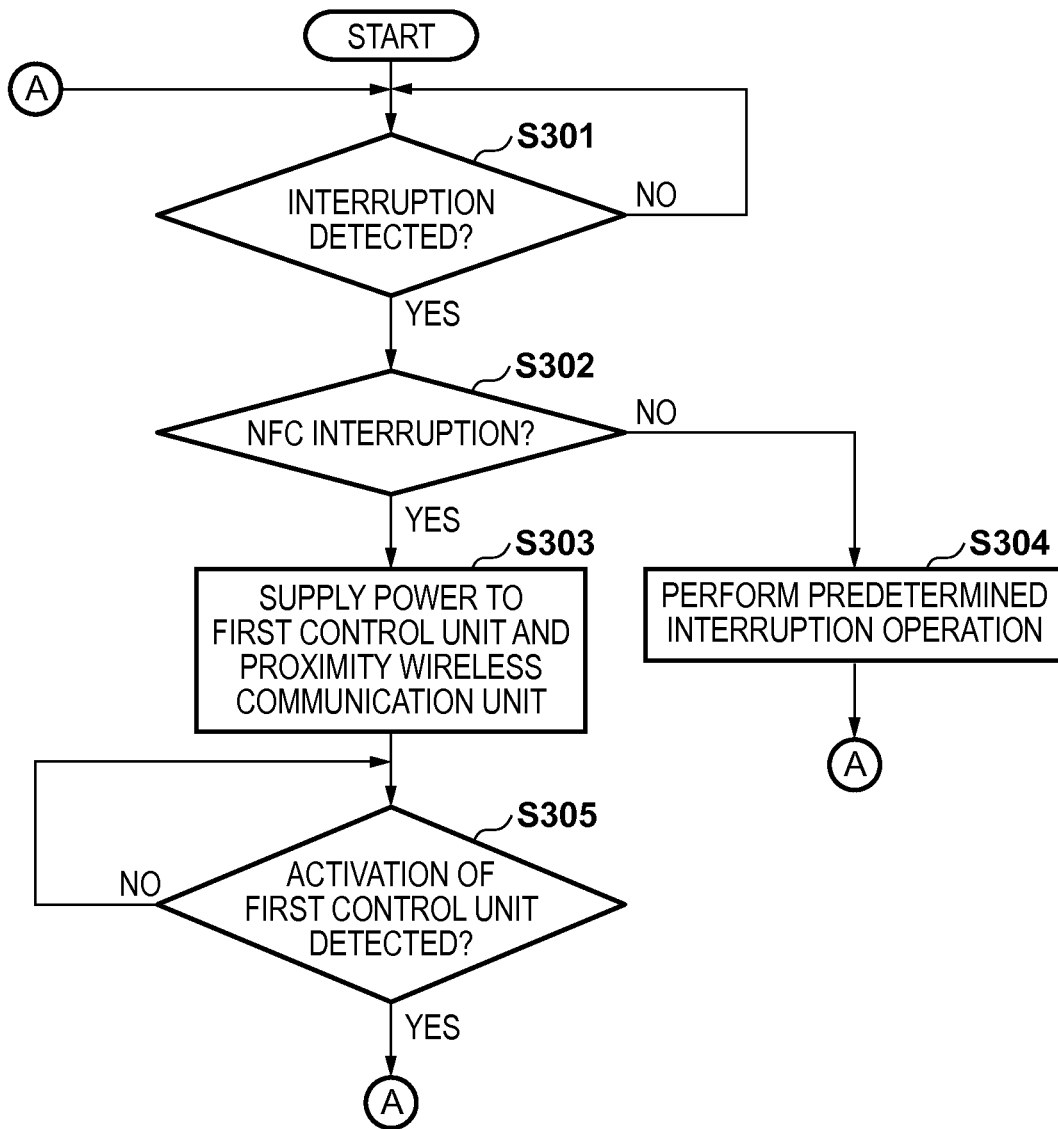 START
A
S301
INTERRUPTION
DETECTED?
NO
YES
S302
NFC INTERRUPTION?
NO
YES
S303
SUPPLY POWER TO
FIRST CONTROL UNIT AND
PROXIMITY WIRELESS
COMMUNICATION UNIT
S304
PERFORM PREDETERMINED
INTERRUPTION OPERATION
A
S305
ACTIVATION OF
FIRST CONTROL UNIT
DETECTED?
NO
YES
A